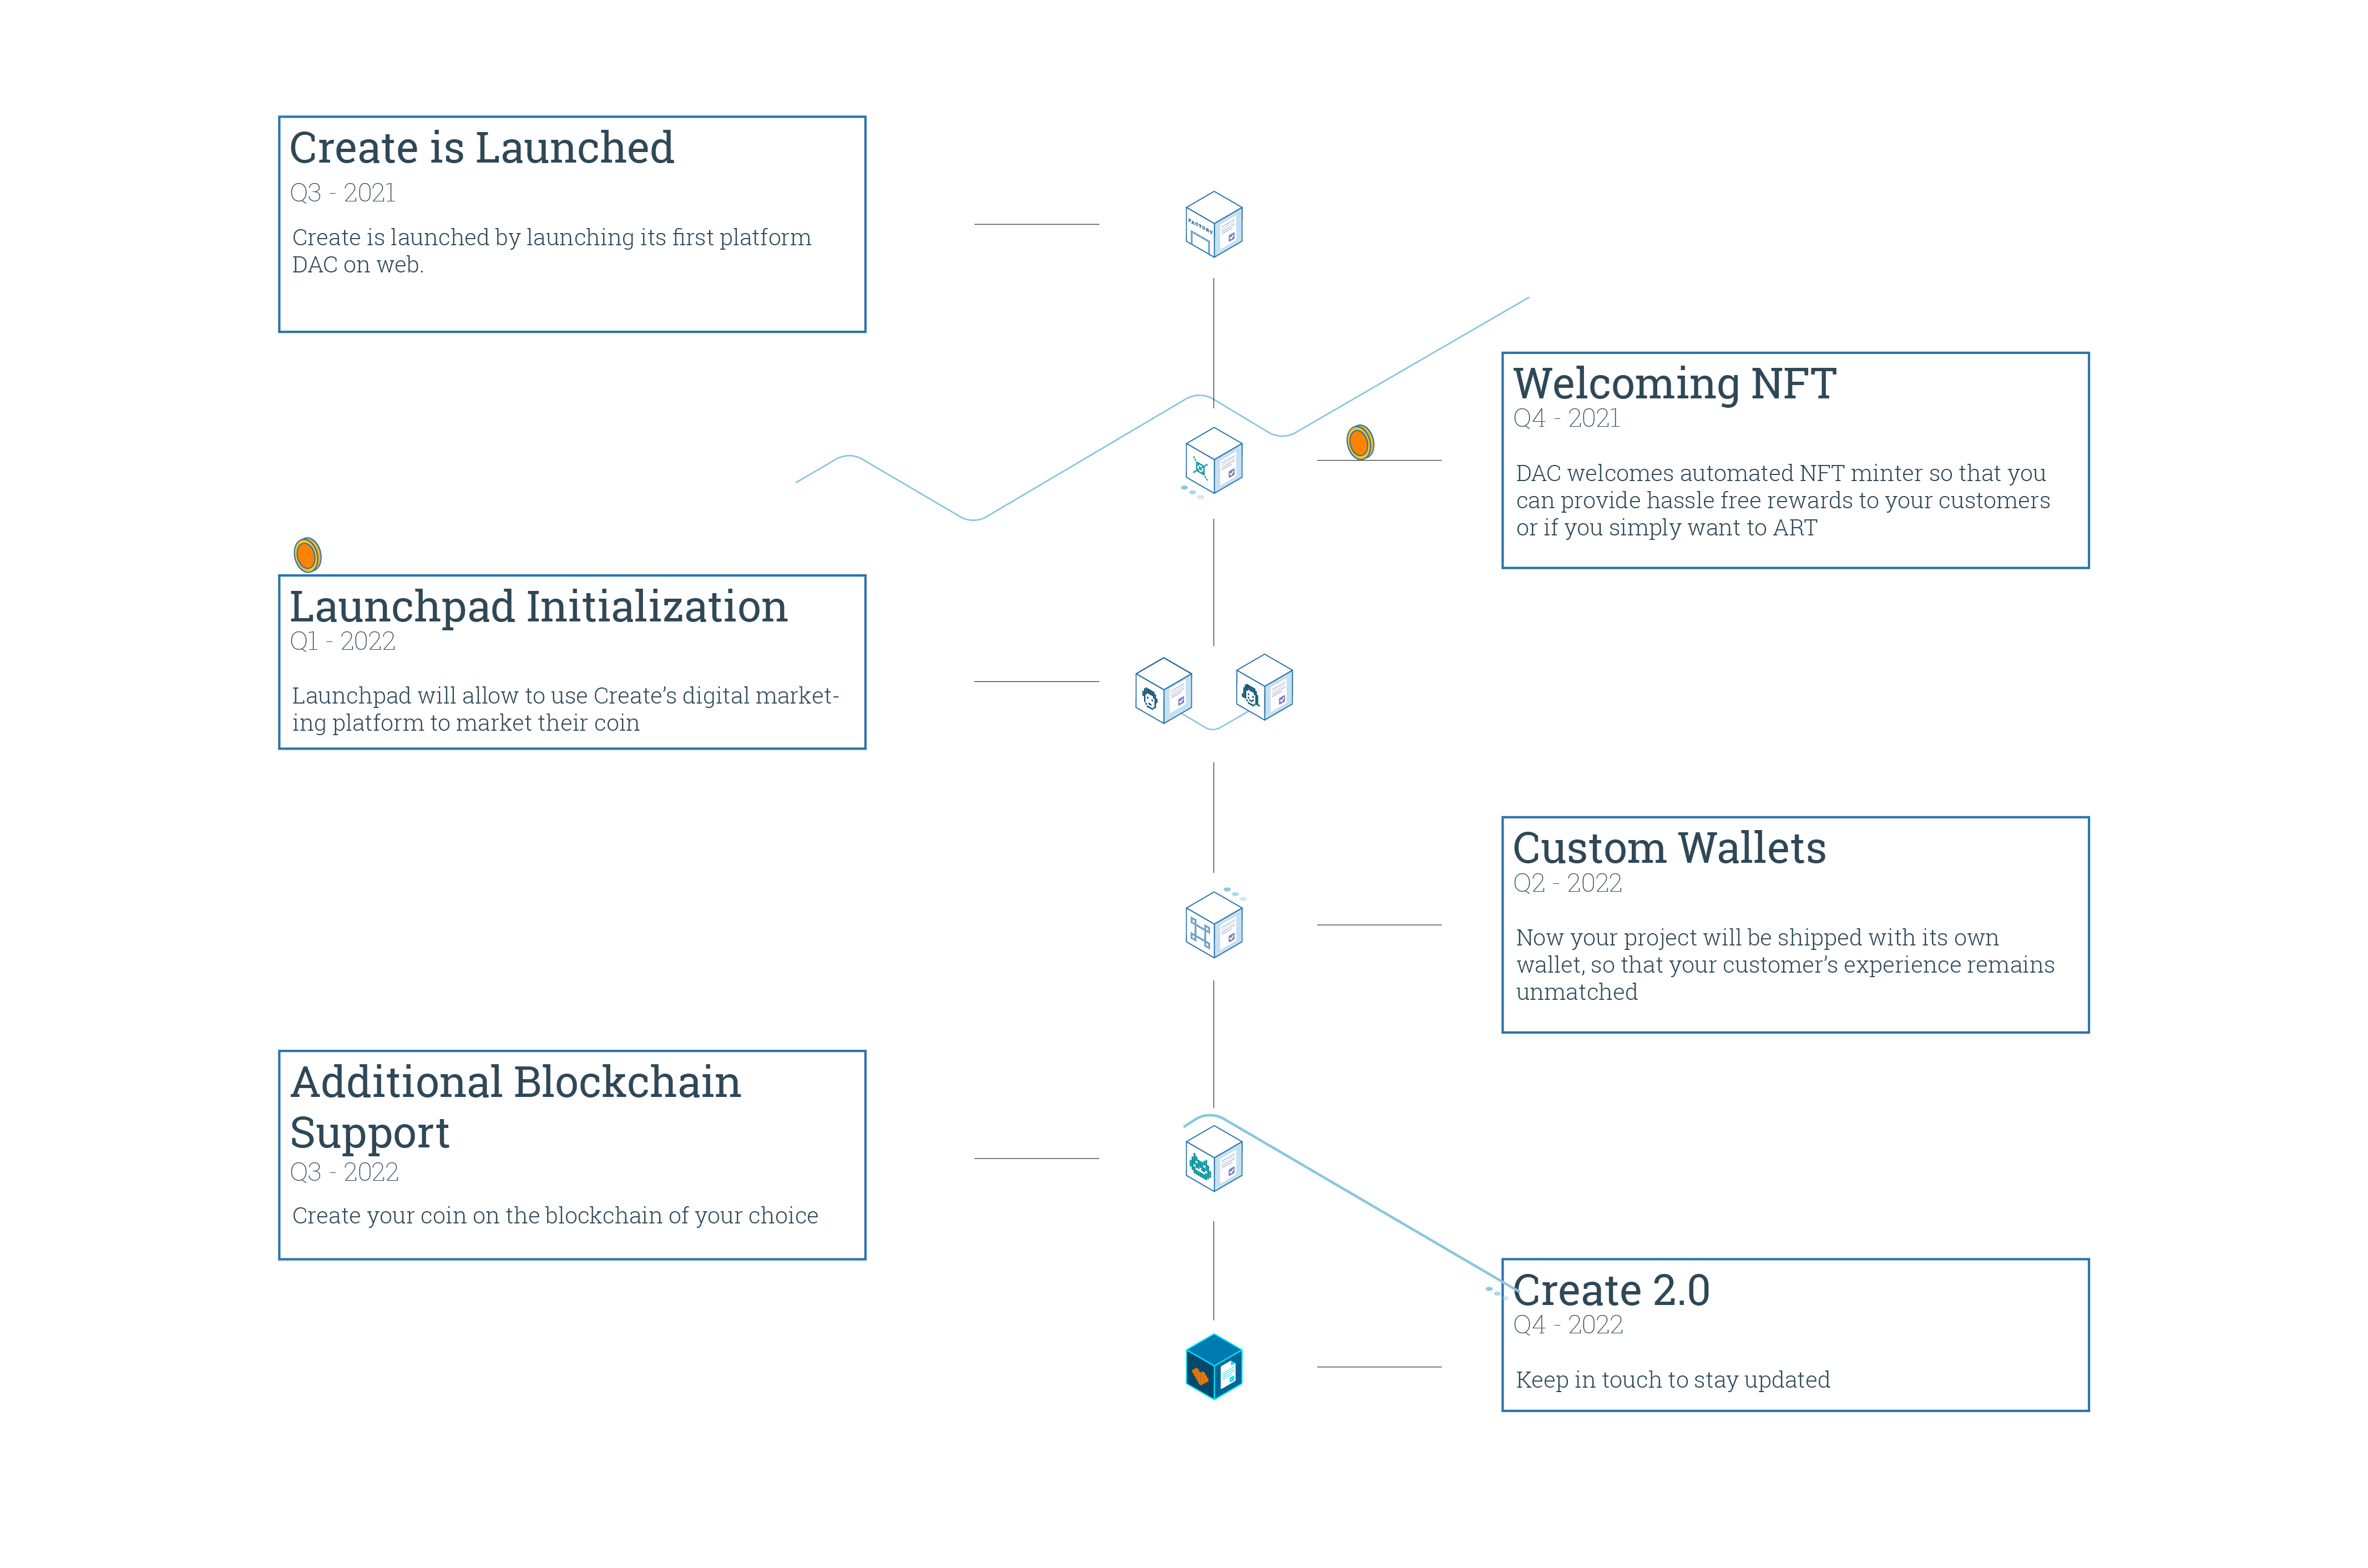 Create is Launched
Q3 - 2021
Create is launched by launching its first platform
DAC on web.
FACTORY
Welcoming NFT
Q4 - 2021
DAC welcomes automated NFT minter so that you
can provide hassle free rewards to your customers
or if you simply want to ART
Launchpad Initialization
Q1 - 2022
Launchpad will allow to use Create’s digital market-
ing platform to market their coin
Custom Wallets
Q2 - 2022
Now your project will be shipped with its own
wallet, so that your customer’s experience remains
unmatched
Additional Blockchain
Support
Q3 - 2022
Create your coin on the blockchain of your choice
Create 2.0
Q4 - 2022
Keep in touch to stay updated